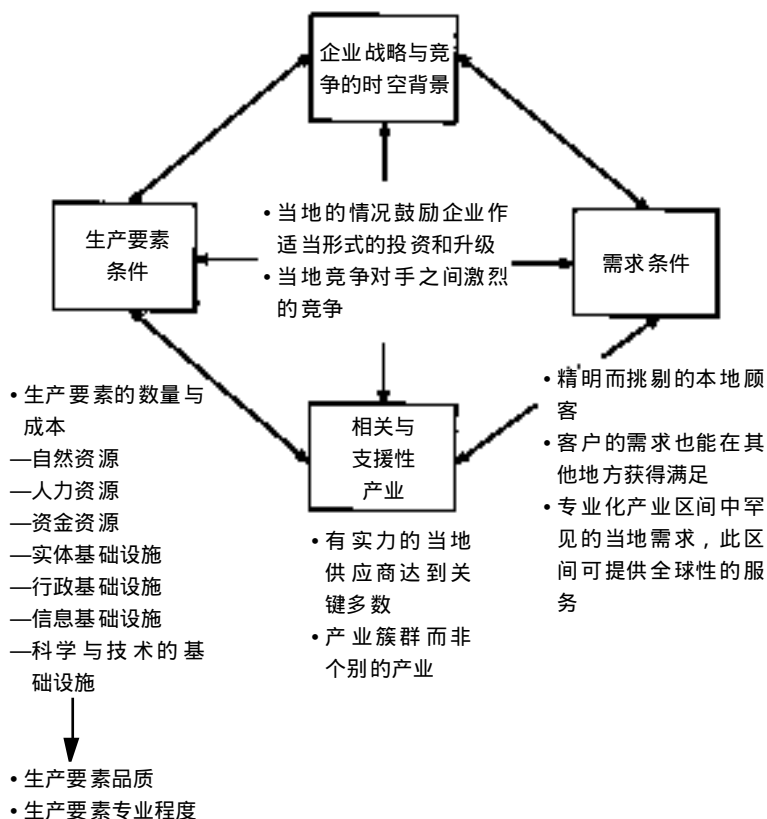 企业战略与竞
争的时空背景
生产要素
条件
• 当地的情况鼓励企业作
适当形式的投资和升级
• 当地竞争对手之间激烈
的竞争
需求条件
• 生产要素的数量与
成本
—自然资源
—人力资源
—资金资源
—实体基础设施
—行政基础设施
—信息基础设施
—科学与技术的基
础设施
• 生产要素品质
• 生产要素专业程度
相关与
支援性
产业
• 有实力的当地
供应商达到关
键多数
• 产业簇群而非
个别的产业
• 精明而挑剔的本地顾
客
• 客户的需求也能在其
他地方获得满足
• 专业化产业区间中罕
见的当地需求，此区
间可提供全球性的服
务